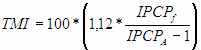 TMI = 100 * ( 1,12 * IPCP_f / IPCP_A − 1 )